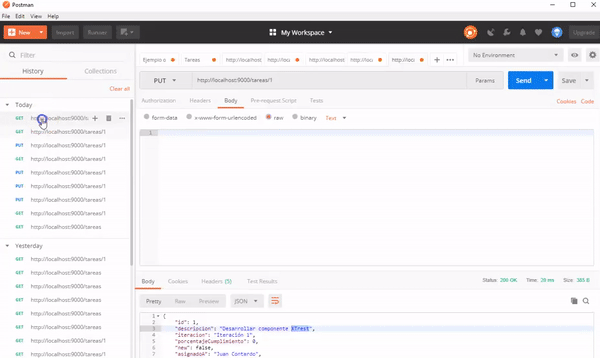 Postman
File Edit View Help
New Import Runner My Workspace Upgrade
Filter
History Collections
Clear all
Today
GET http://localhost:9000/ta
GET http://localhost:9000/tareas/1
PUT http://localhost:9000/tareas/1
GET http://localhost:9000/tareas/1
PUT http://localhost:9000/tareas/1
PUT http://localhost:9000/tareas/1
GET http://localhost:9000/tareas/1
GET http://localhost:9000/tareas/1
GET http://localhost:9000/tareas
Yesterday
GET http://localhost:9000/tareas/1
GET http://localhost:9000/tareas
GET http://localhost:9000/tareas
GET http://localhost:9000/tareas
GET http://localhost:9000/tareas
GET http://localhost:9000/tareas
GET http://localhost:9000/tareas
GET http://localhost:9000/tareas
Ejemplo o Tareas http://loca http://localhost http://loca http://loc
No Environment
PUT http://localhost:9000/tareas/1 Params Send Save
Authorization Headers Body Pre-request Script Tests Cookies Code
form-data x-www-form-urlencoded raw binary Text
1
Body Cookies Headers (5) Test Results Status: 200 OK Time: 28 ms Size: 385 B
Pretty Raw Preview JSON
1 {
2 "id": 1,
3 "descripcion": "Desarrollar componente XTrest",
4 "iteracion": "Iteración 1",
5 "porcentajeCumplimiento": 0,
6 "new": false,
7 "asignadoA": "Juan Contardo",